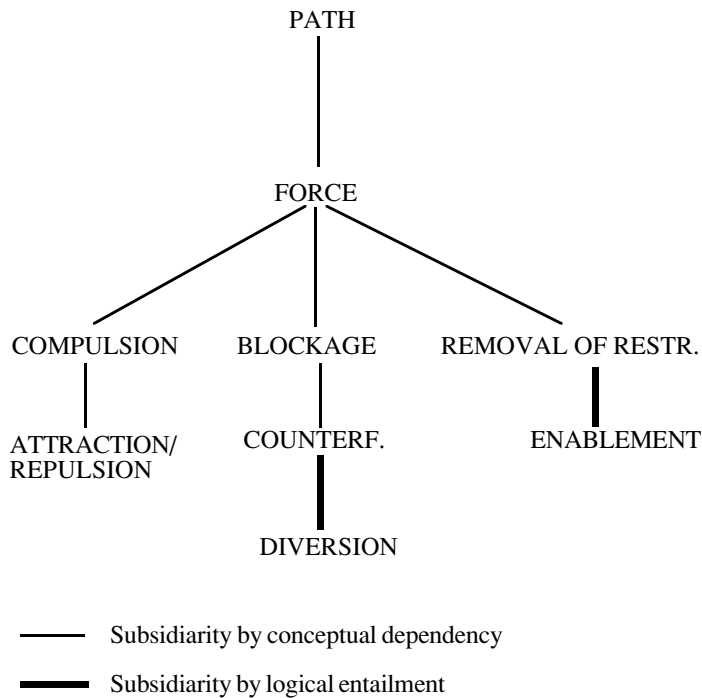 PATH
FORCE
COMPULSION
BLOCKAGE
REMOVAL OF RESTR.
ATTRACTION/
REPULSION
COUNTERF.
ENABLEMENT
DIVERSION
Subsidiarity by conceptual dependency
Subsidiarity by logical entailment